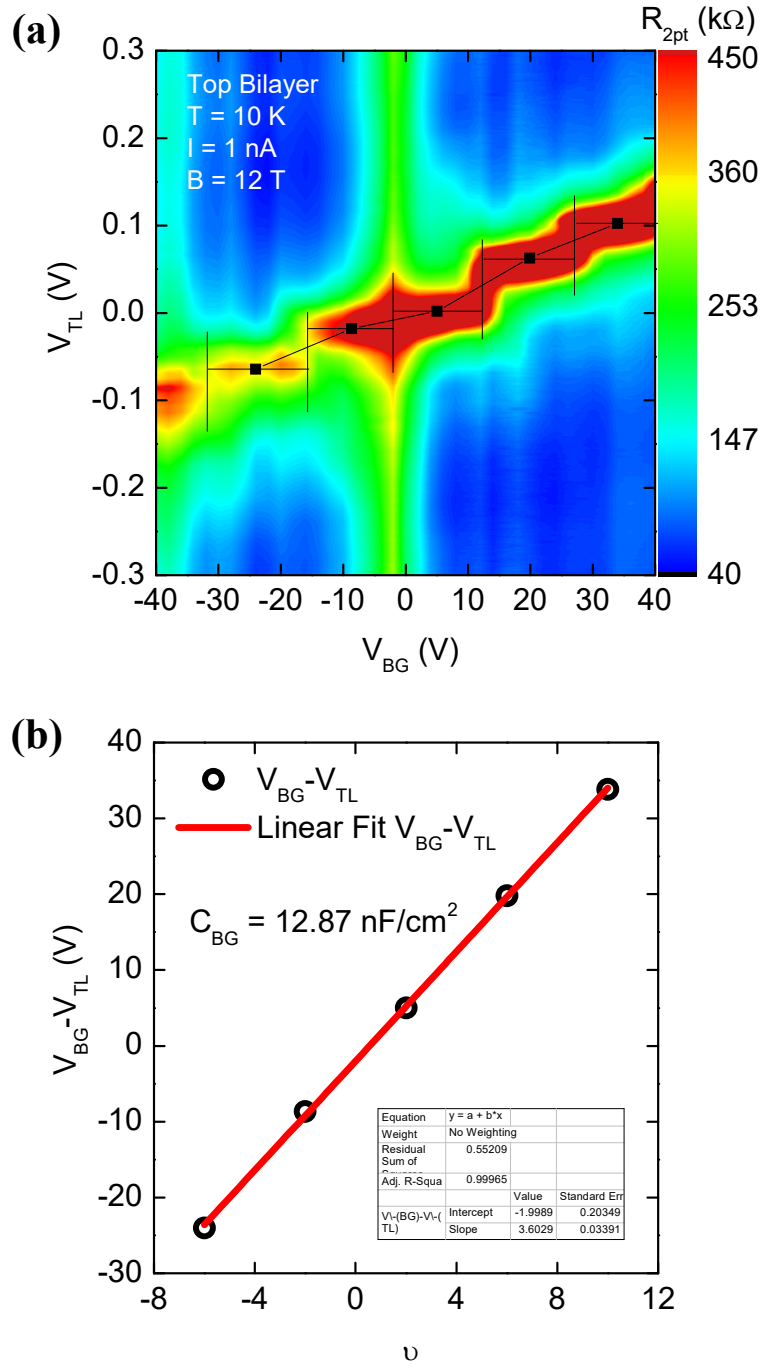 (a)
R2pt (kΩ)
Top Bilayer
T = 10 K
I = 1 nA
B = 12 T
0.3
0.2
0.1
0.0
-0.1
-0.2
-0.3
VTL (V)
-40 -30 -20 -10 0 10 20 30 40
VBG (V)
450
360
253
147
40
(b)
VBG-VTL
Linear Fit VBG-VTL
CBG = 12.87 nF/cm2
40
30
20
10
0
-10
-20
-30
VBG-VTL (V)
Equation y = a + b*x
Weight No Weighting
Residual 0.55209
Sum of
Adj. R-Squa 0.99965
Value Standard Err
V\-(BG)-V\-( Intercept -1.9989 0.20349
TL) Slope 3.6029 0.03391
-8 -4 0 4 8 12
υ